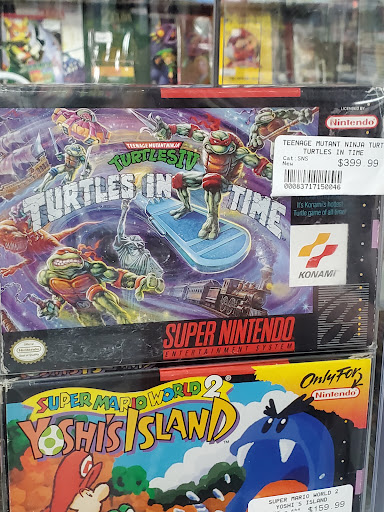 LICENSED BY
Nintendo
TEENAGE MUTANT NINJA TURT
TURTLES IN TIME
Cat:SNS
New
$399.99
00083717150046
TEENAGE MUTANT NINJA
TURTLES IV
TURTLES IN TIME
It's Konami's hottest
Turtle game of all time!
KONAMI
SUPER NINTENDO
ENTERTAINMENT SYSTEM
Only For
Nintendo
SUPER MARIO WORLD 2
YOSHI'S ISLAND
SUPER MARIO WORLD 2
YOSHI'S ISLAND
$159.99